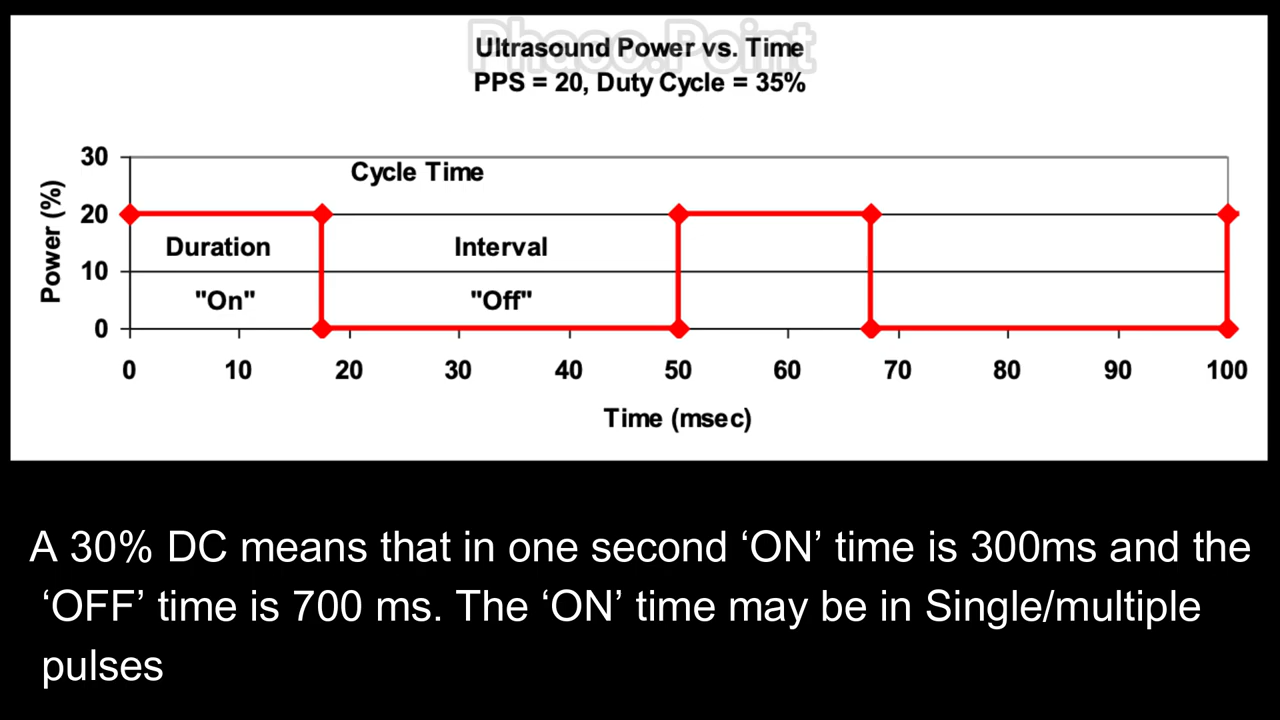 Phaco.Point
Ultrasound Power vs. Time
PPS = 20, Duty Cycle = 35%
30
Cycle Time
20
Duration
Interval
10
"On"
"Off"
0
Power (%)
0 10 20 30 40 50 60 70 80 90 100
Time (msec)
A 30% DC means that in one second ‘ON’ time is 300ms and the
‘OFF’ time is 700 ms. The ‘ON’ time may be in Single/multiple
pulses